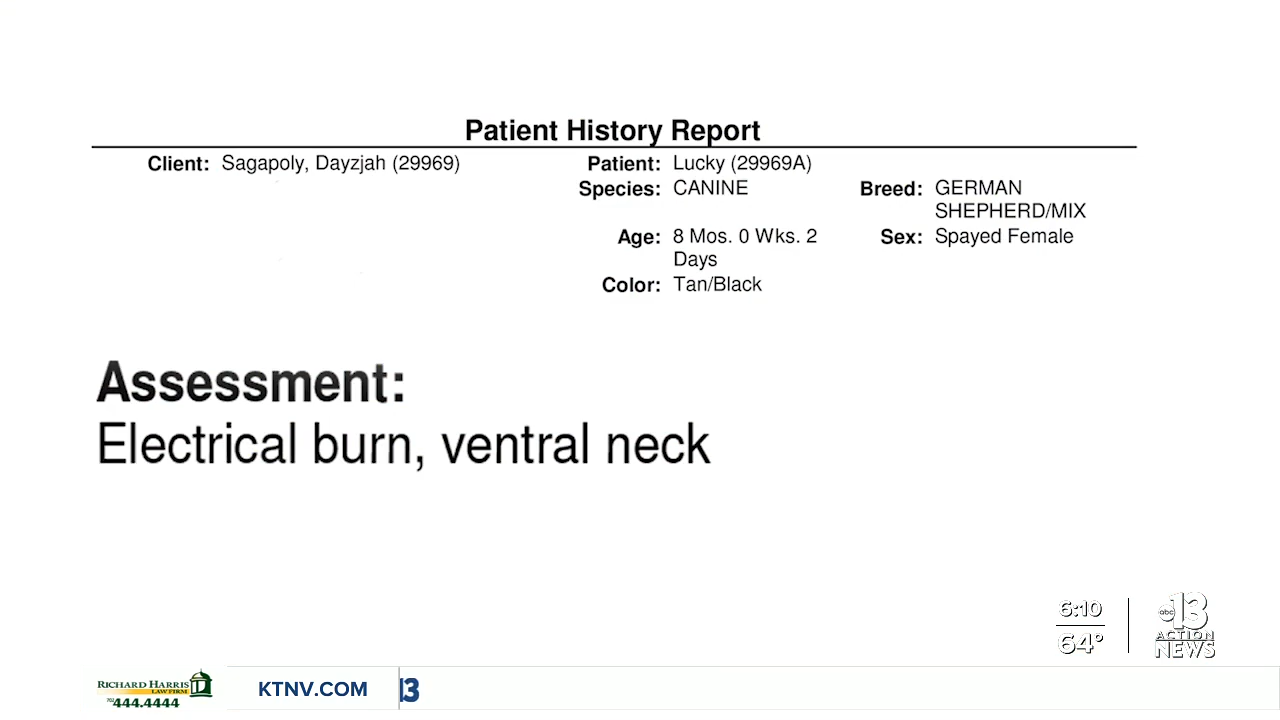 Patient History Report
Client: Sagapoly, Dayzjah (29969)
Patient: Lucky (29969A)
Species: CANINE
Breed: GERMAN
SHEPHERD/MIX
Age: 8 Mos. 0 Wks. 2
Days
Sex: Spayed Female
Color: Tan/Black
Assessment:
Electrical burn, ventral neck
6:10
64°
abc 13
ACTION
NEWS
RICHARD HARRIS
LAW FIRM
702 444.4444
KTNV.COM
13